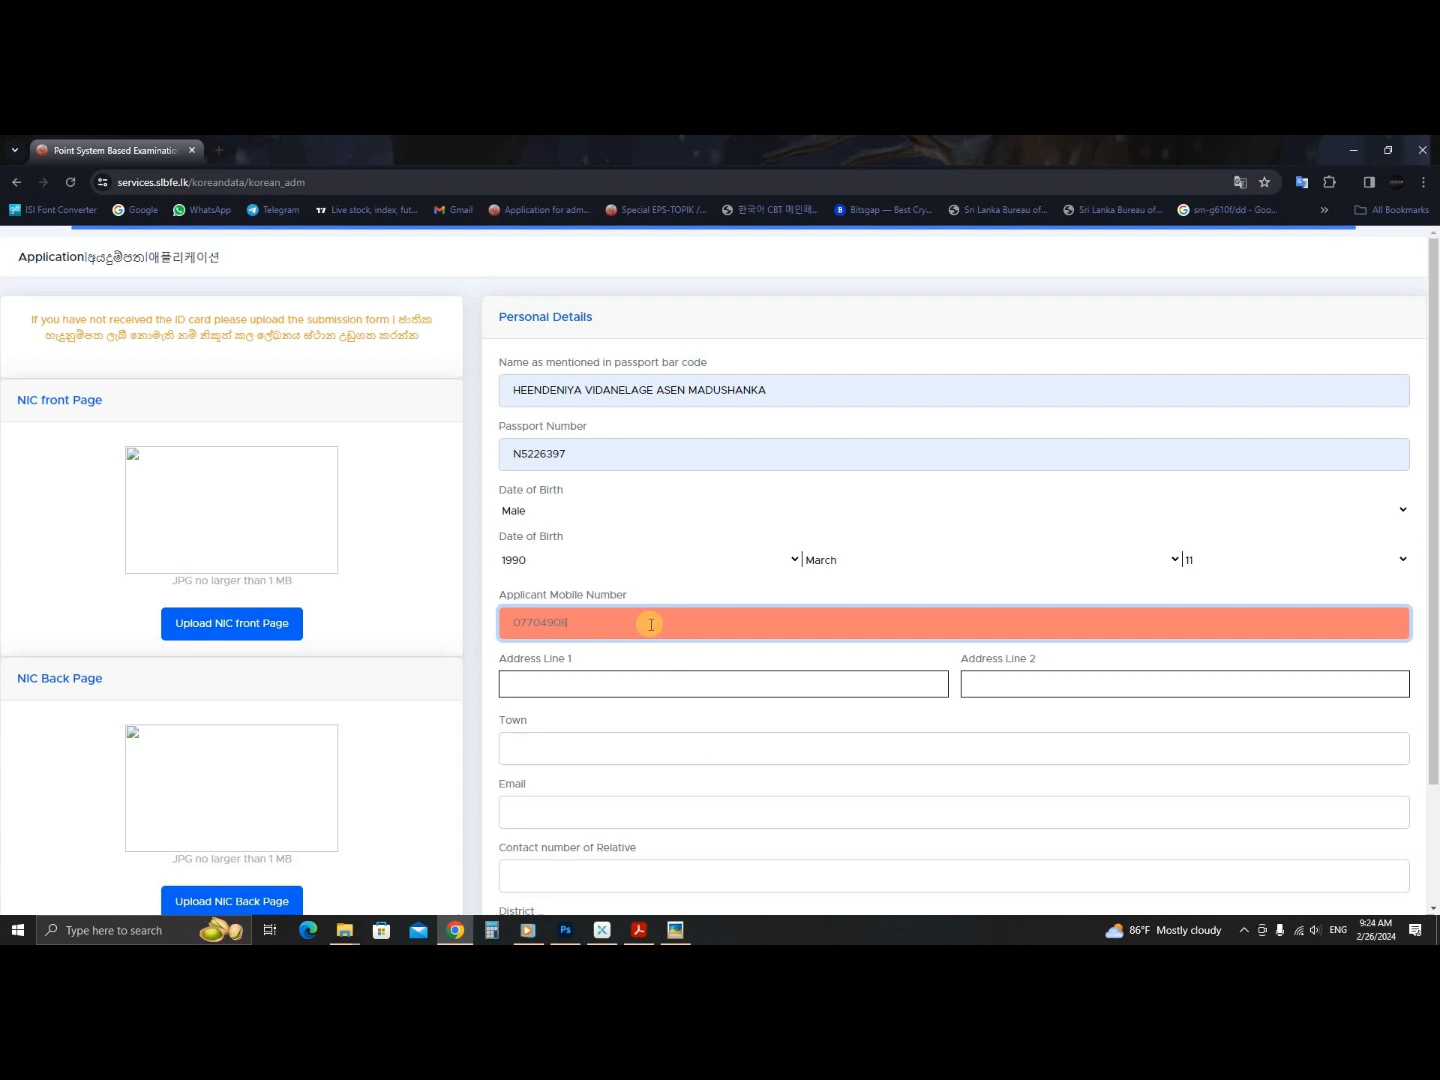 Point System Based Examinatio
services.slbfe.lk/koreandata/korean_adm
ISI Font Converter
Google
WhatsApp
Telegram
Live stock, index, fut...
Gmail
Application for adm...
Special EPS-TOPIK /...
한국어 CBT 메인페...
Bitsgap — Best Cry...
Sri Lanka Bureau of...
Sri Lanka Bureau of...
sm-g610f/dd - Goo...
»
All Bookmarks
Application|අයදුම්පත|애플리케이션
If you have not received the ID card please upload the submission form | ජාතික
හැදුනුම්පත ලැබී නොමැති නම් නිකුත් කල ලේඛනය ස්ථාන උඩුගත කරන්න
NIC front Page
JPG no larger than 1 MB
Upload NIC front Page
NIC Back Page
JPG no larger than 1 MB
Upload NIC Back Page
Personal Details
Name as mentioned in passport bar code
HEENDENIYA VIDANELAGE ASEN MADUSHANKA
Passport Number
N5226397
Date of Birth
Male
Date of Birth
1990 March 11
Applicant Mobile Number
07704908
Address Line 1 Address Line 2
Town
Email
Contact number of Relative
District
Type here to search
Ps
86°F Mostly cloudy
ENG
9:24 AM
2/26/2024